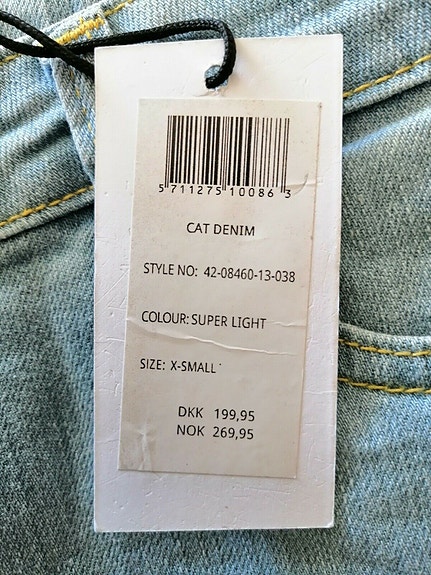 5 711275 10086 3
CAT DENIM
STYLE NO: 42-08460-13-038
COLOUR: SUPER LIGHT
SIZE: X-SMALL
DKK 199,95
NOK 269,95